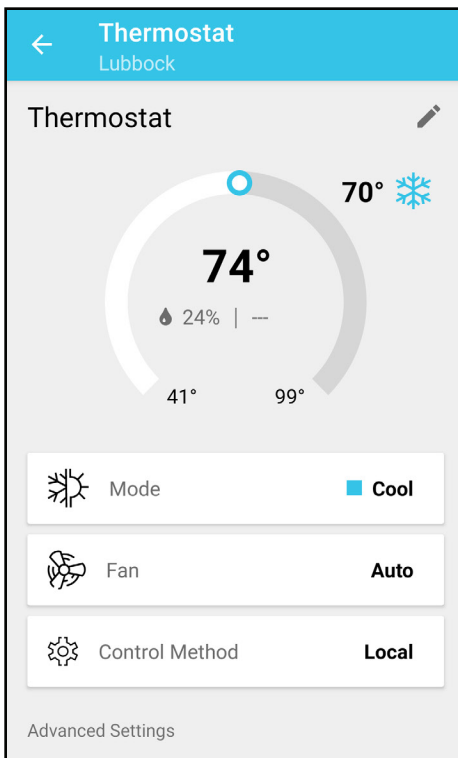 Thermostat
Lubbock
Thermostat
70°
74°
24% | ---
41° 99°
Mode Cool
Fan Auto
Control Method Local
Advanced Settings